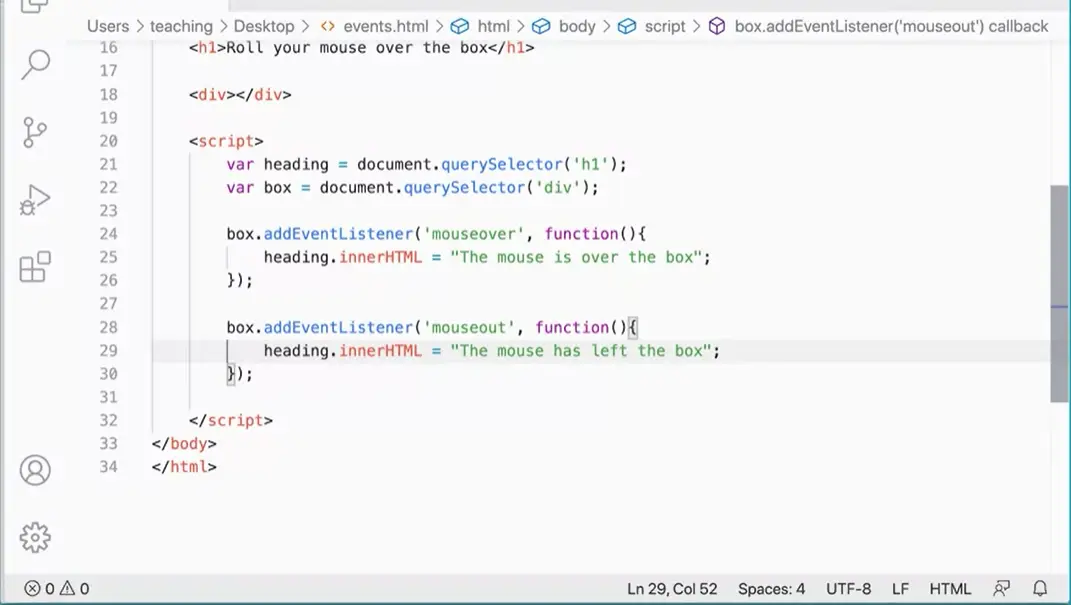 Users > teaching > Desktop > events.html > html > body > script > box.addEventListener('mouseout') callback
16 <h1>Roll your mouse over the box</h1>
17
18 <div></div>
19
20 <script>
21 var heading = document.querySelector('h1');
22 var box = document.querySelector('div');
23
24 box.addEventListener('mouseover', function(){
25 heading.innerHTML = "The mouse is over the box";
26 });
27
28 box.addEventListener('mouseout', function(){
29 heading.innerHTML = "The mouse has left the box";
30 });
31
32 </script>
33 </body>
34 </html>
0 0 Ln 29, Col 52 Spaces: 4 UTF-8 LF HTML